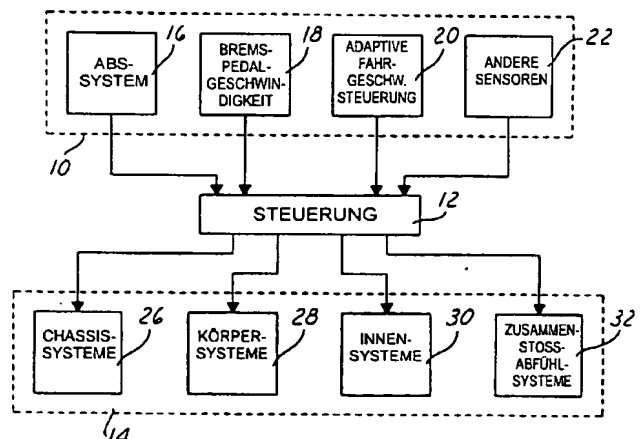 ABS-
SYSTEM
16
BREMS-
PEDAL-
GESCHWIN-
DIGKEIT
18
ADAPTIVE
FAHR-
GESCHW.
STEUERUNG
20
ANDERE
SENSOREN
22
10
STEUERUNG
12
CHASSIS-
SYSTEME
26
KÖRPER-
SYSTEME
28
INNEN-
SYSTEME
30
ZUSAMMEN-
STOSS-
ABFÜHL-
SYSTEME
32
14